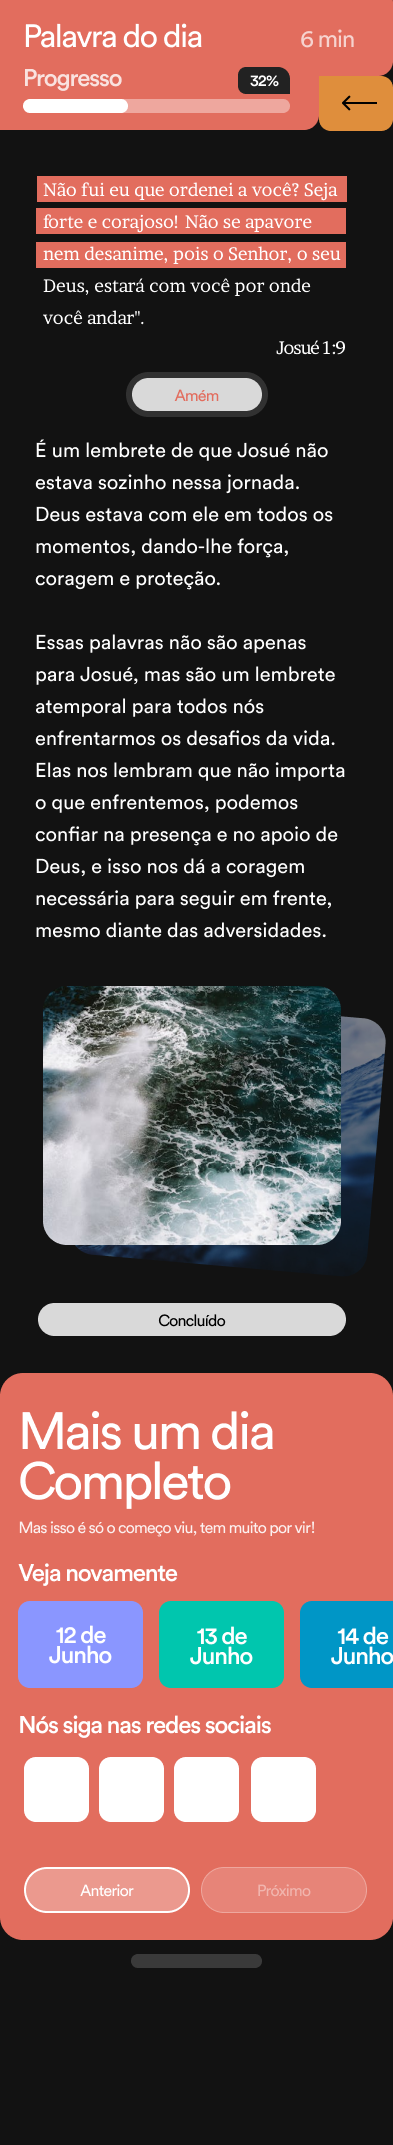 Palavra do dia
6 min
Progresso
32%
Não fui eu que ordenei a você? Seja
forte e corajoso! Não se apavore
nem desanime, pois o Senhor, o seu
Deus, estará com você por onde
você andar".
Josué 1:9
Amém
É um lembrete de que Josué não
estava sozinho nessa jornada.
Deus estava com ele em todos os
momentos, dando-lhe força,
coragem e proteção.
Essas palavras não são apenas
para Josué, mas são um lembrete
atemporal para todos nós
enfrentarmos os desafios da vida.
Elas nos lembram que não importa
o que enfrentemos, podemos
confiar na presença e no apoio de
Deus, e isso nos dá a coragem
necessária para seguir em frente,
mesmo diante das adversidades.
Concluído
Mais um dia
Completo
Mas isso é só o começo viu, tem muito por vir!
Veja novamente
12 de
Junho
13 de
Junho
14 de
Junho
Nós siga nas redes sociais
Anterior
Próximo